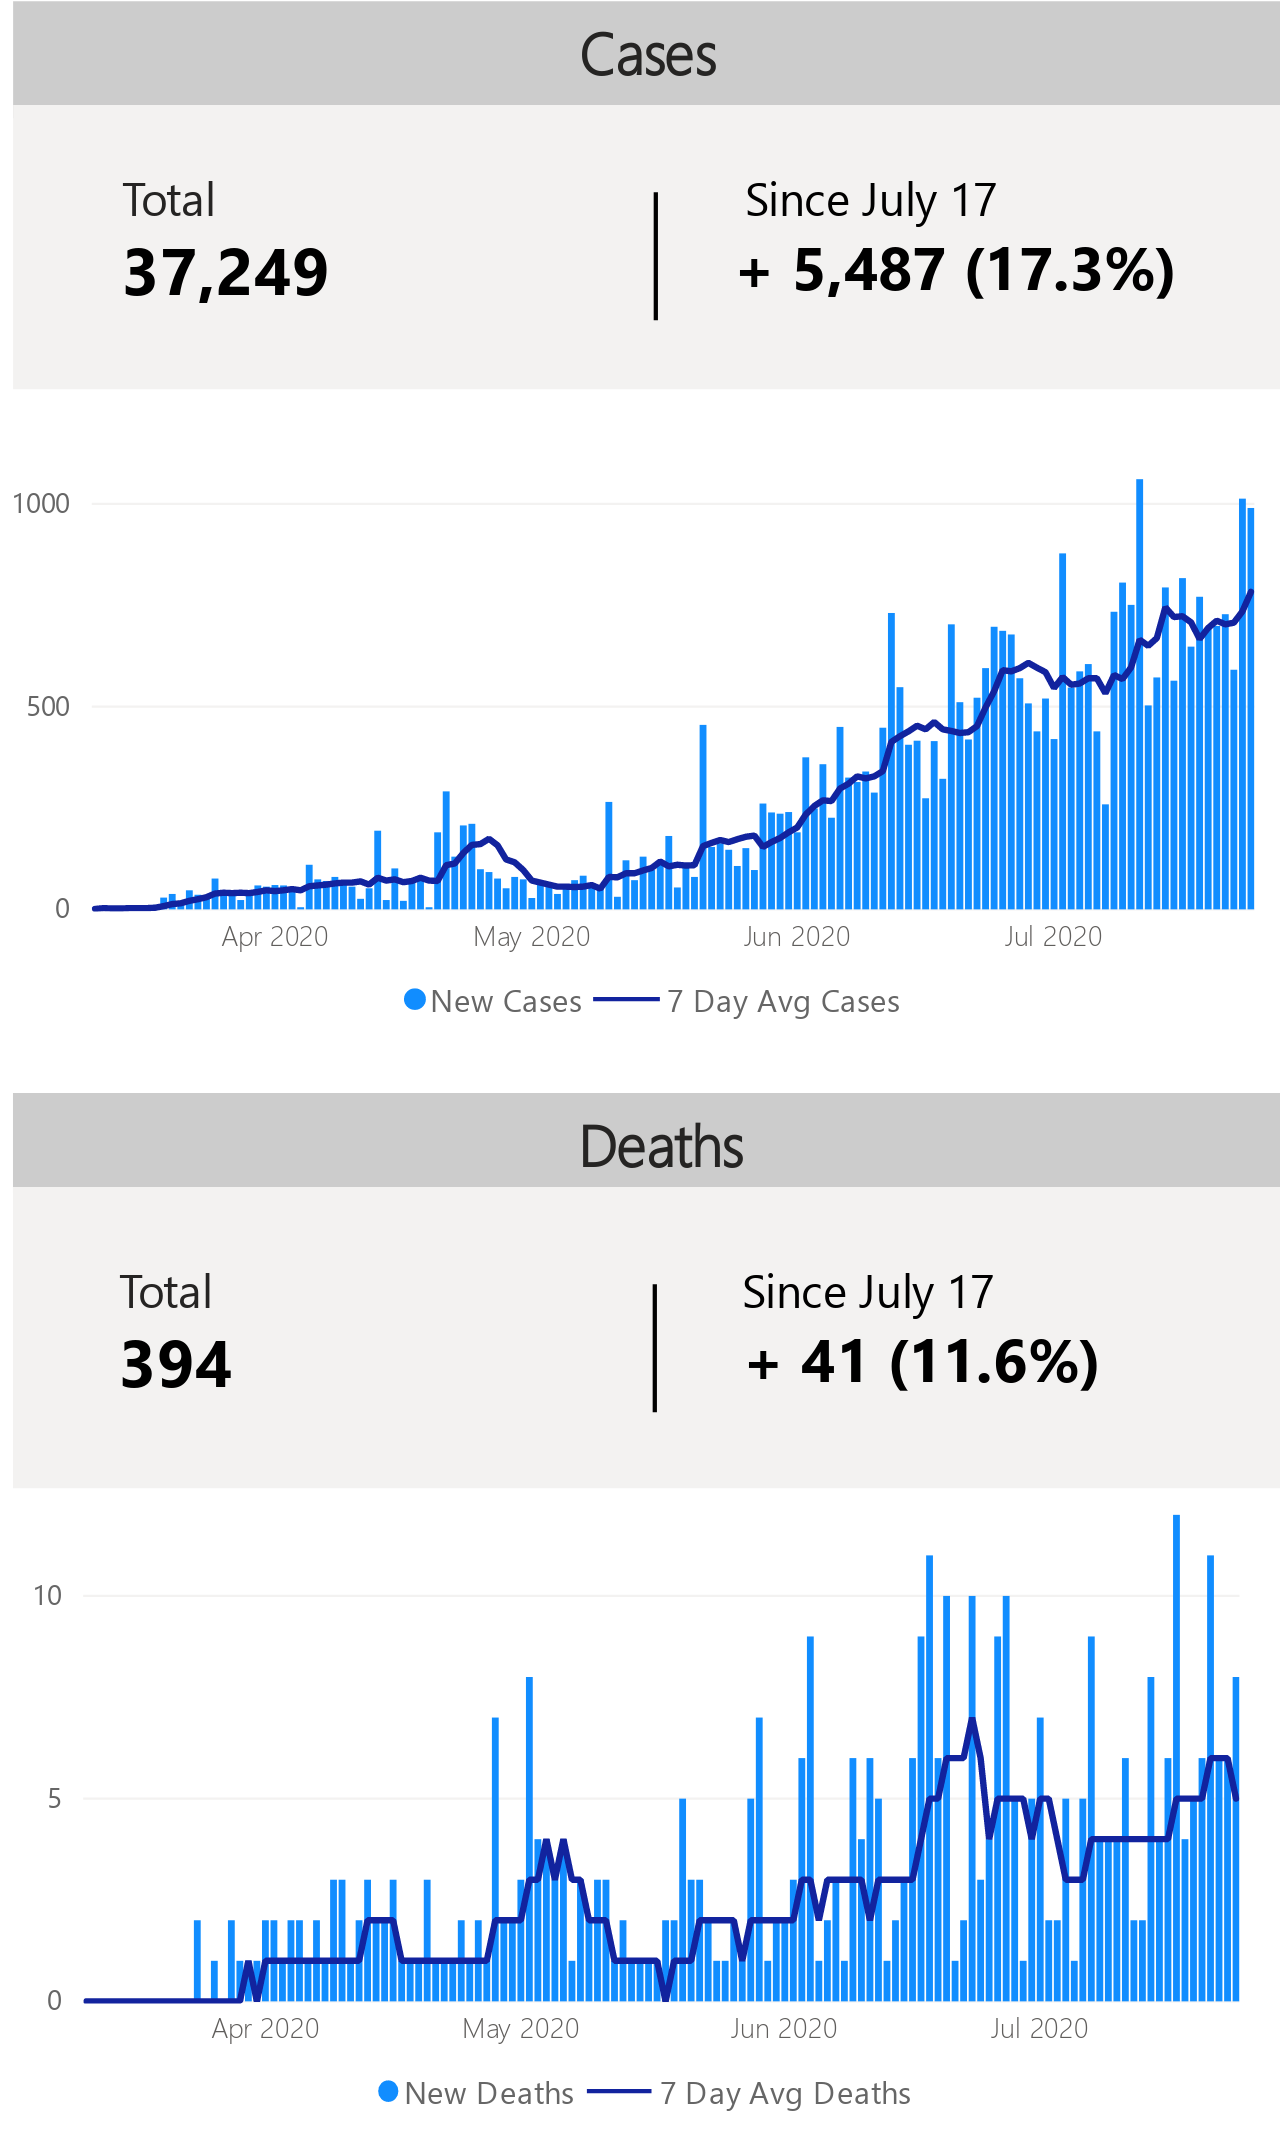 Cases
Total
Since July 17
37,249
+ 5,487 (17.3%)
1000
500
0
Apr 2020
May 2020
Jun 2020
Jul 2020
New Cases
7 Day Avg Cases
Deaths
Total
Since July 17
394
+ 41 (11.6%)
10
5
0
Apr 2020
May 2020
Jun 2020
Jul 2020
New Deaths
7 Day Avg Deaths